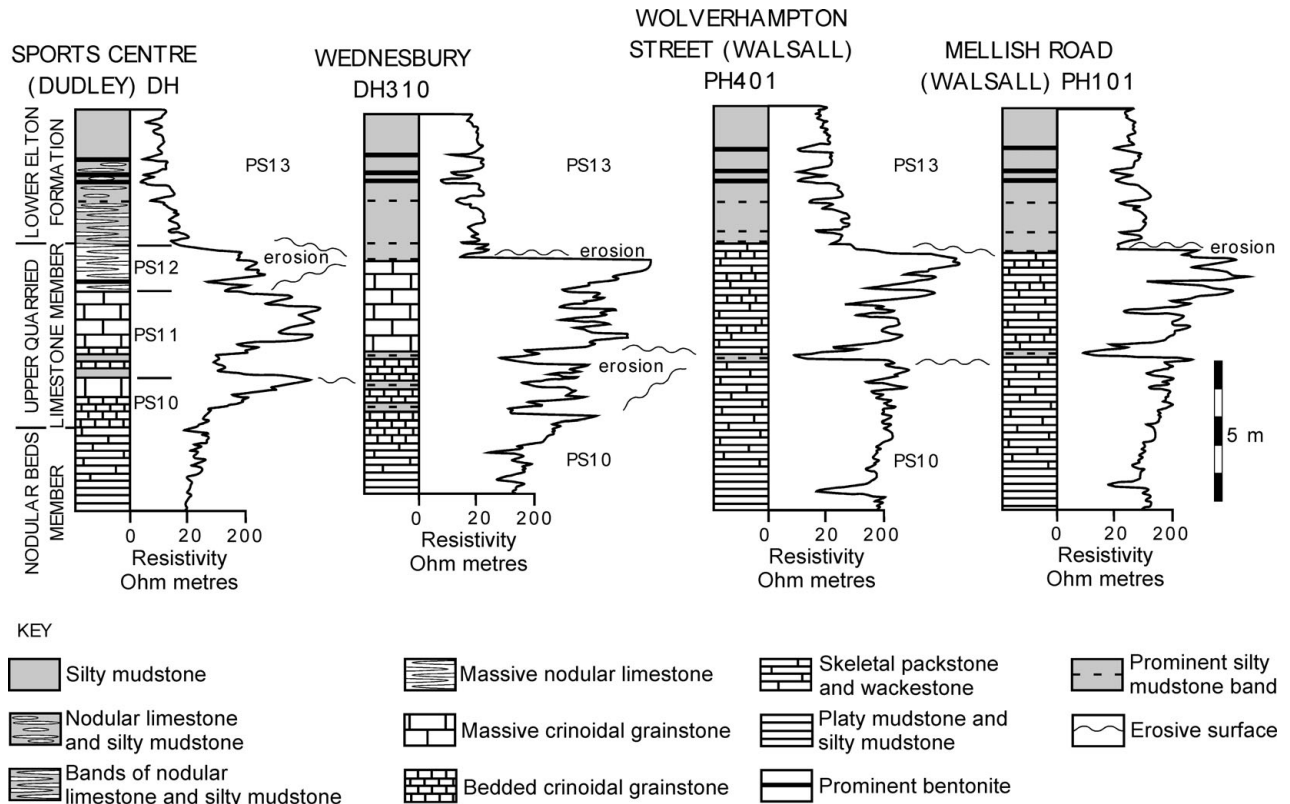 SPORTS CENTRE
(DUDLEY) DH
WEDNESBURY
DH310
WOLVERHAMPTON
STREET (WALSALL)
PH401
MELLISH ROAD
(WALSALL) PH101
LOWER ELTON
FORMATION
UPPER QUARRIED
LIMESTONE MEMBER
NODULAR BEDS
MEMBER
PS13
PS12
PS11
PS10
erosion
0 20 200
Resistivity
Ohm metres
PS13
erosion
erosion
PS10
0 20 200
Resistivity
Ohm metres
PS13
PS10
0 20 200
Resistivity
Ohm metres
erosion
5 m
0 20 200
Resistivity
Ohm metres
KEY
Silty mudstone
Nodular limestone
and silty mudstone
Bands of nodular
limestone and silty mudstone
Massive nodular limestone
Massive crinoidal grainstone
Bedded crinoidal grainstone
Skeletal packstone
and wackestone
Platy mudstone and
silty mudstone
Prominent bentonite
Prominent silty
mudstone band
Erosive surface